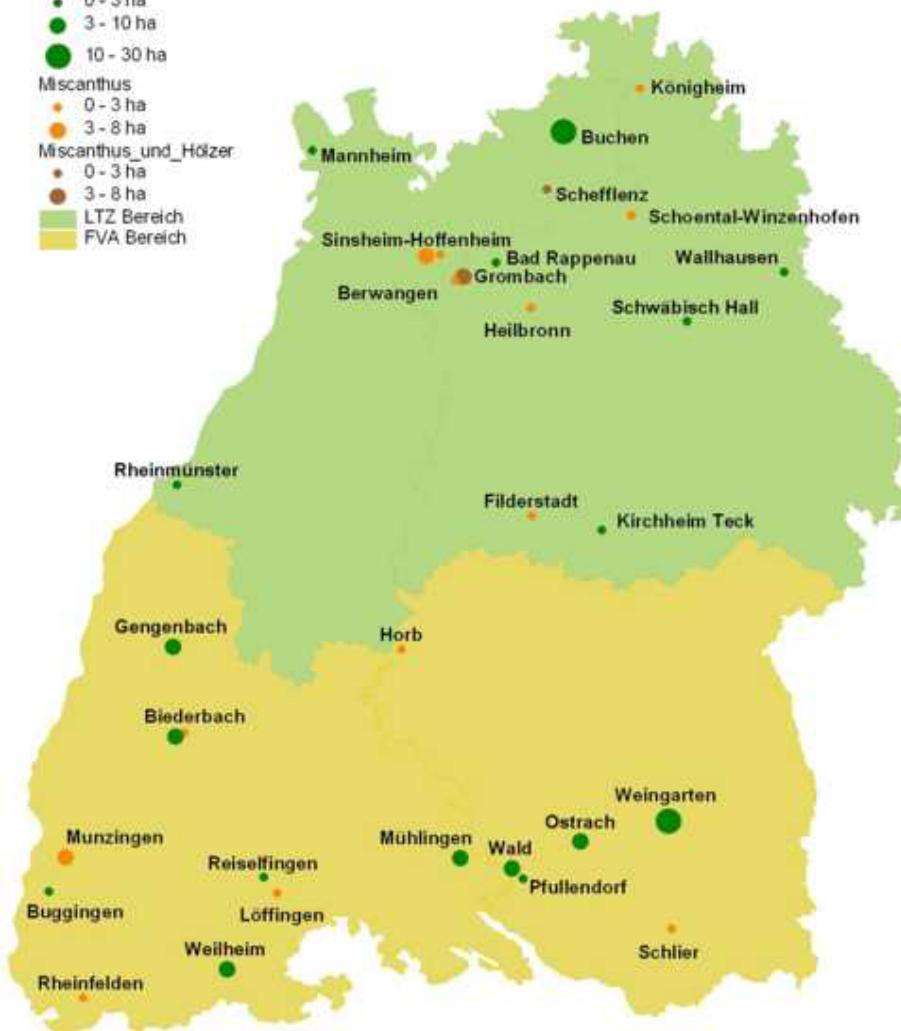 0 - 3 ha
3 - 10 ha
10 - 30 ha
Miscanthus
0 - 3 ha
3 - 8 ha
Miscanthus_und_Hölzer
0 - 3 ha
3 - 8 ha
LTZ Bereich
FVA Bereich
Königheim
Buchen
Mannheim
Schefflenz
Schoental-Winzenhofen
Sinsheim-Hoffenheim
Bad Rappenau
Wallhausen
Grombach
Berwangen
Schwäbisch Hall
Heilbronn
Rheinmünster
Filderstadt
Kirchheim Teck
Gengenbach
Horb
Biederbach
Weingarten
Ostrach
Munzingen
Mühlingen
Wald
Reiselfingen
Pfullendorf
Buggingen
Löffingen
Weilheim
Schlier
Rheinfelden